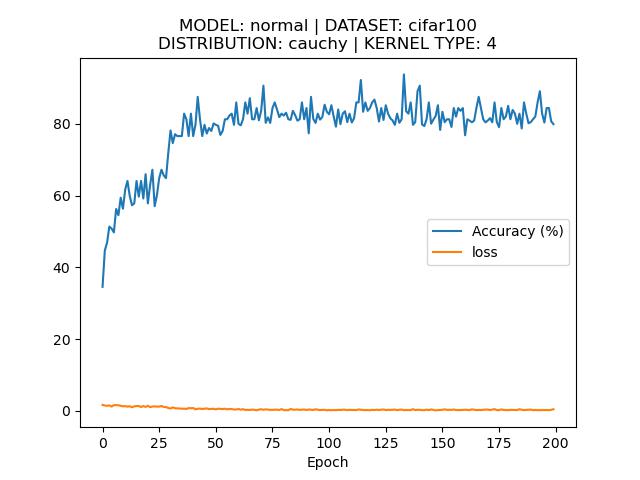 MODEL: normal | DATASET: cifar100
DISTRIBUTION: cauchy | KERNEL TYPE: 4
80
60
40
20
0
Accuracy (%)
loss
0 25 50 75 100 125 150 175 200
Epoch